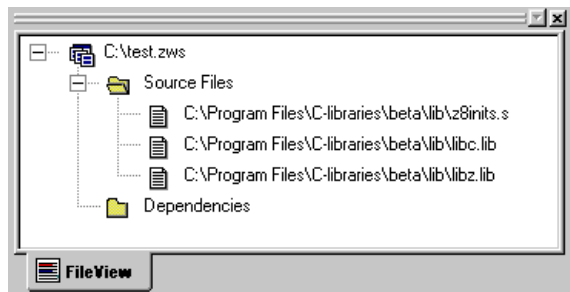 C:\test.zws
Source Files
C:\Program Files\C-libraries\beta\lib\z8inits.s
C:\Program Files\C-libraries\beta\lib\libc.lib
C:\Program Files\C-libraries\beta\lib\libz.lib
Dependencies
FileView